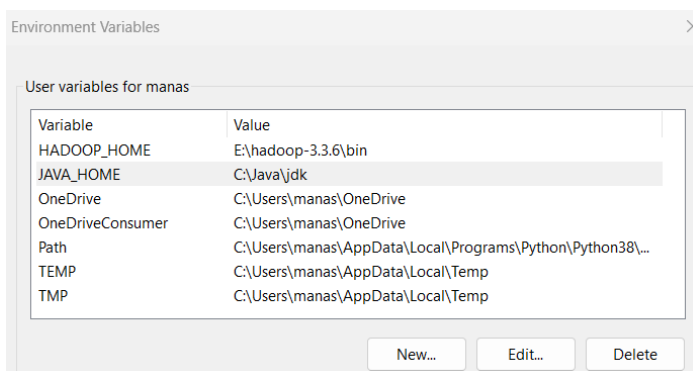 Environment Variables
User variables for manas
Variable Value
HADOOP_HOME E:\hadoop-3.3.6\bin
JAVA_HOME C:\Java\jdk
OneDrive C:\Users\manas\OneDrive
OneDriveConsumer C:\Users\manas\OneDrive
Path C:\Users\manas\AppData\Local\Programs\Python\Python38\...
TEMP C:\Users\manas\AppData\Local\Temp
TMP C:\Users\manas\AppData\Local\Temp
New... Edit... Delete